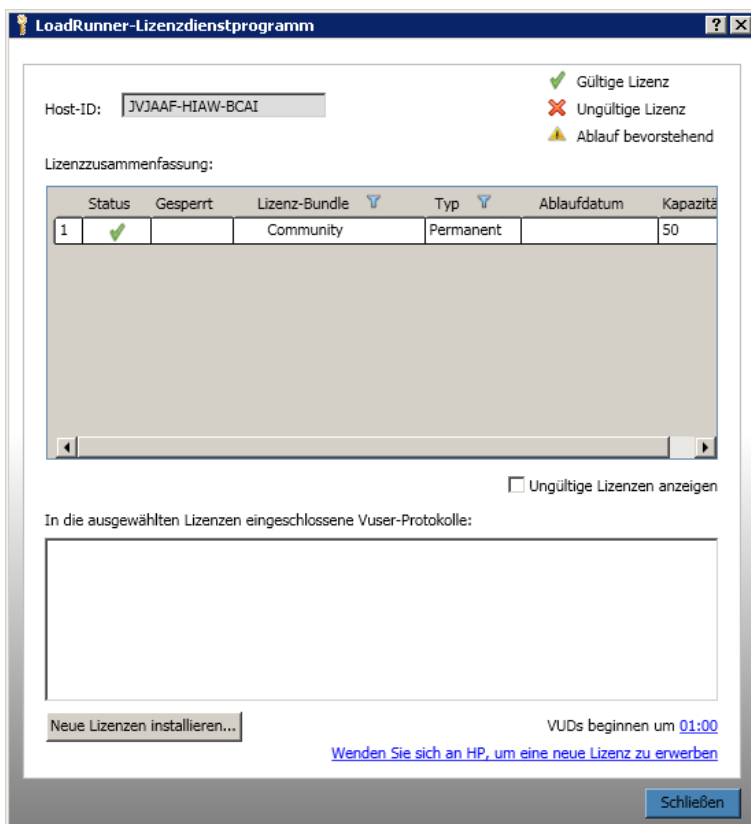 LoadRunner-Lizenzdienstprogramm
Gültige Lizenz
Host-ID: JVJAAF-HIAW-BCAI
Ungültige Lizenz
Ablauf bevorstehend
Lizenzzusammenfassung:
Status Gesperrt Lizenz-Bundle Typ Ablaufdatum Kapazitä
1 Community Permanent 50
Ungültige Lizenzen anzeigen
In die ausgewählten Lizenzen eingeschlossene Vuser-Protokolle:
Neue Lizenzen installieren... VUDs beginnen um 01:00
Wenden Sie sich an HP, um eine neue Lizenz zu erwerben
Schließen